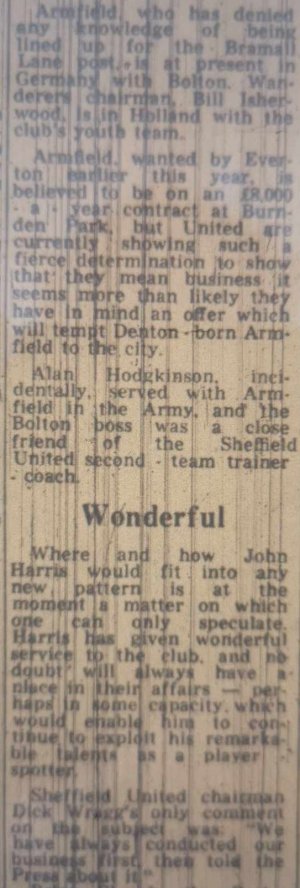 Armfield, who has denied
any knowledge of being
lined up for the Bramall
Lane post, is at present in
Germany with Bolton. Wan-
derers chairman, Bill Isher-
wood, is in Holland with the
club's youth team.
Armfield, wanted by Ever-
ton earlier this year, is
believed to be on an £8,000
- a - year contract at Burn-
den Park, but United are
currently showing such a
fierce determination to show
that they mean business it
seems more than likely they
have in mind an offer which
will tempt Denton - born Arm-
field to the city.
Alan Hodgkinson, inci-
dentally, served with Arm-
field in the Army, and the
Bolton boss was a close
friend of the Sheffield
United second - team trainer
- coach.
Wonderful
Where and how John
Harris would fit into any
new pattern is at the
moment a matter on which
one can only speculate.
Harris has given wonderful
service to the club, and no
doubt will always have a
place in their affairs — per-
haps in some capacity which
would enable him to con-
tinue to exploit his remarka-
ble talents as a player -
spotter.
Sheffield United chairman
Dick Wragg's only comment
on the subject was: "We
have always conducted our
business first, then told the
Press about it."